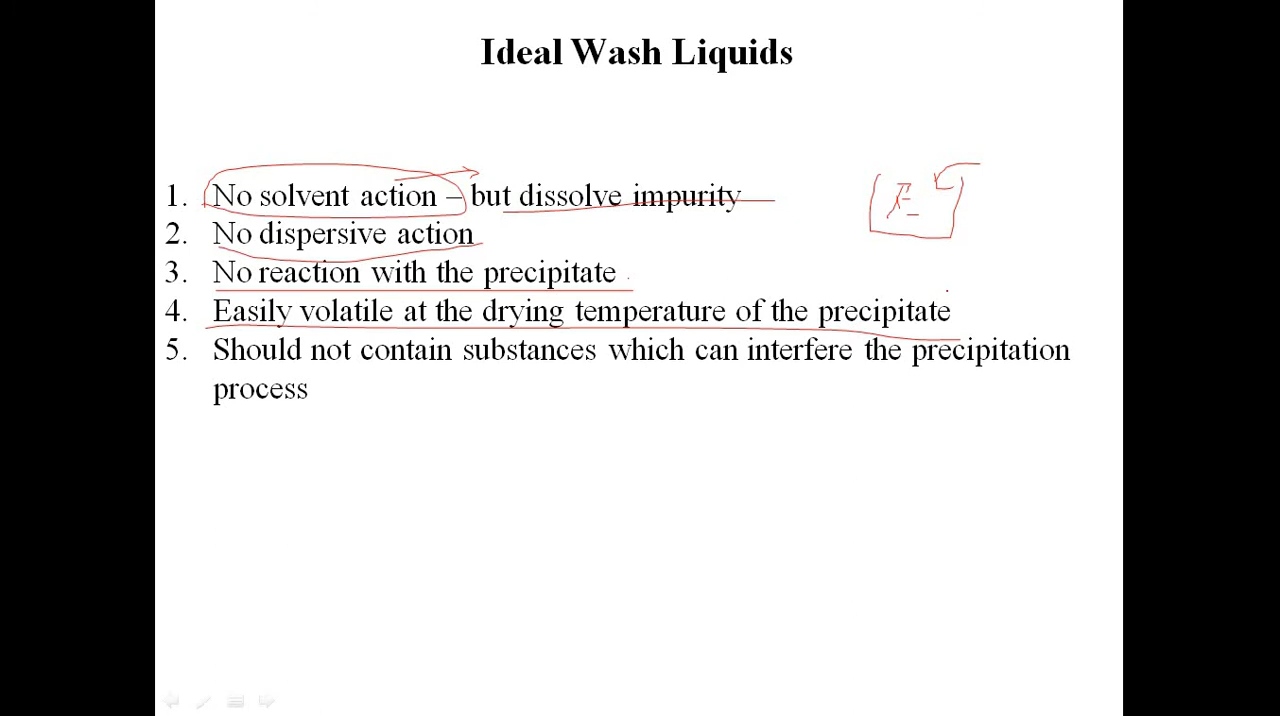 Ideal Wash Liquids
1. No solvent action – but dissolve impurity
2. No dispersive action
3. No reaction with the precipitate
4. Easily volatile at the drying temperature of the precipitate
5. Should not contain substances which can interfere the precipitation
process